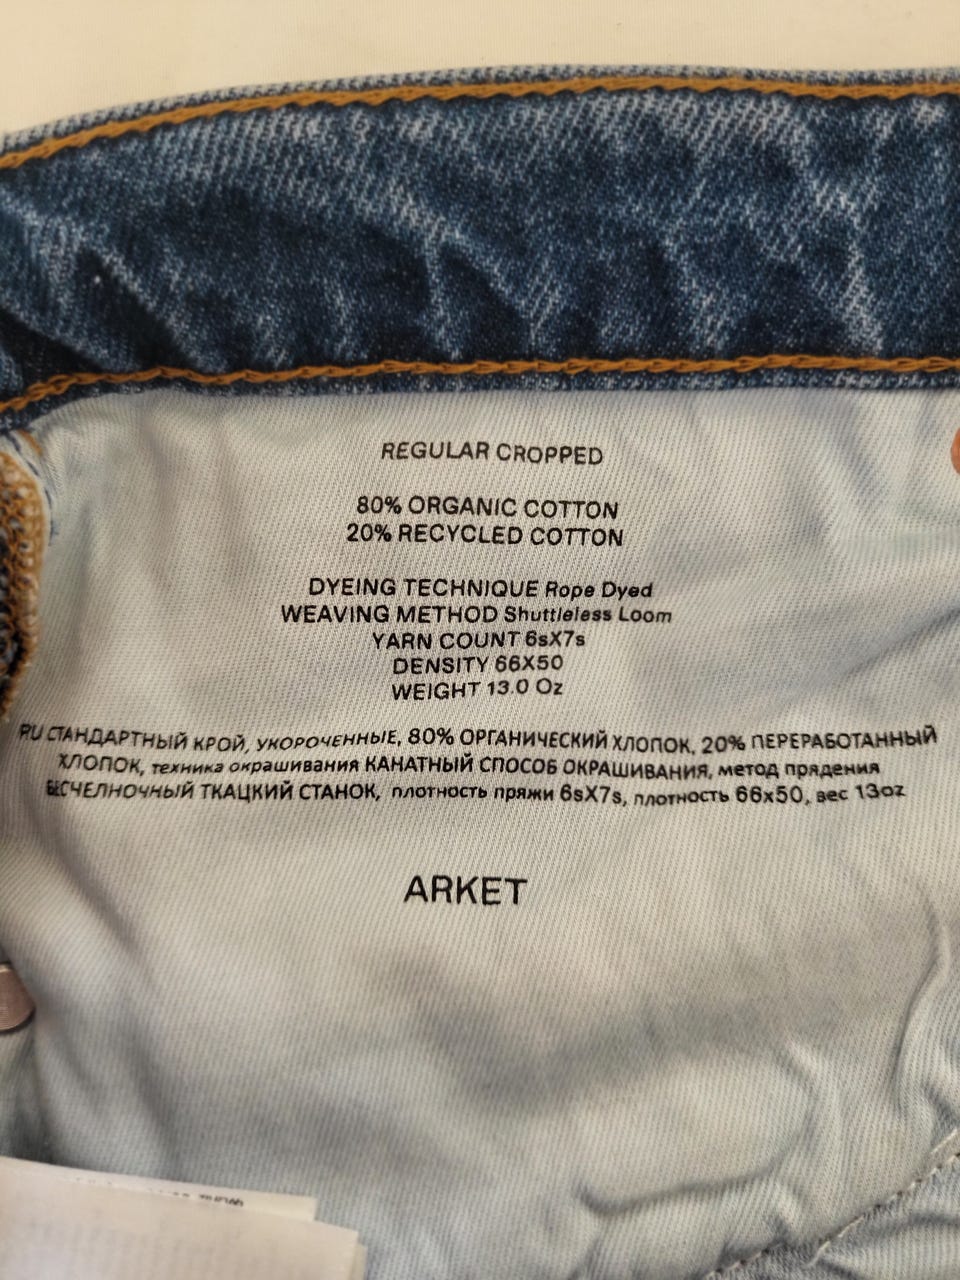 REGULAR CROPPED
80% ORGANIC COTTON
20% RECYCLED COTTON
DYEING TECHNIQUE Rope Dyed
WEAVING METHOD Shuttleless Loom
YARN COUNT 6sX7s
DENSITY 66X50
WEIGHT 13.0 Oz
RU СТАНДАРТНЫЙ КРОЙ, УКОРОЧЕННЫЕ, 80% ОРГАНИЧЕСКИЙ ХЛОПОК, 20% ПЕРЕРАБОТАННЫЙ
ХЛОПОК, техника окрашивания КАНАТНЫЙ СПОСОБ ОКРАШИВАНИЯ, метод прядения
БЕСЧЕЛНОЧНЫЙ ТКАЦКИЙ СТАНОК, плотность пряжи 6sX7s, плотность 66x50, вес 13oz
ARKET